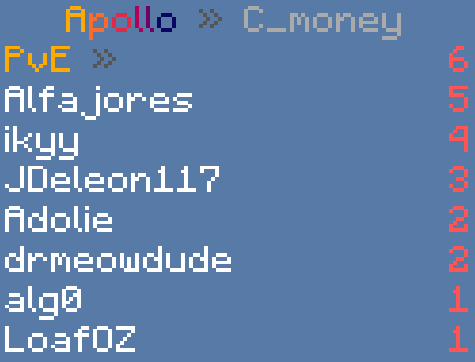 Apollo » C_money
PvE » 6
Alfajores 5
ikyy 4
JDeleon117 3
Adolie 2
drmeowdude 2
alg0 1
LoafOZ 1